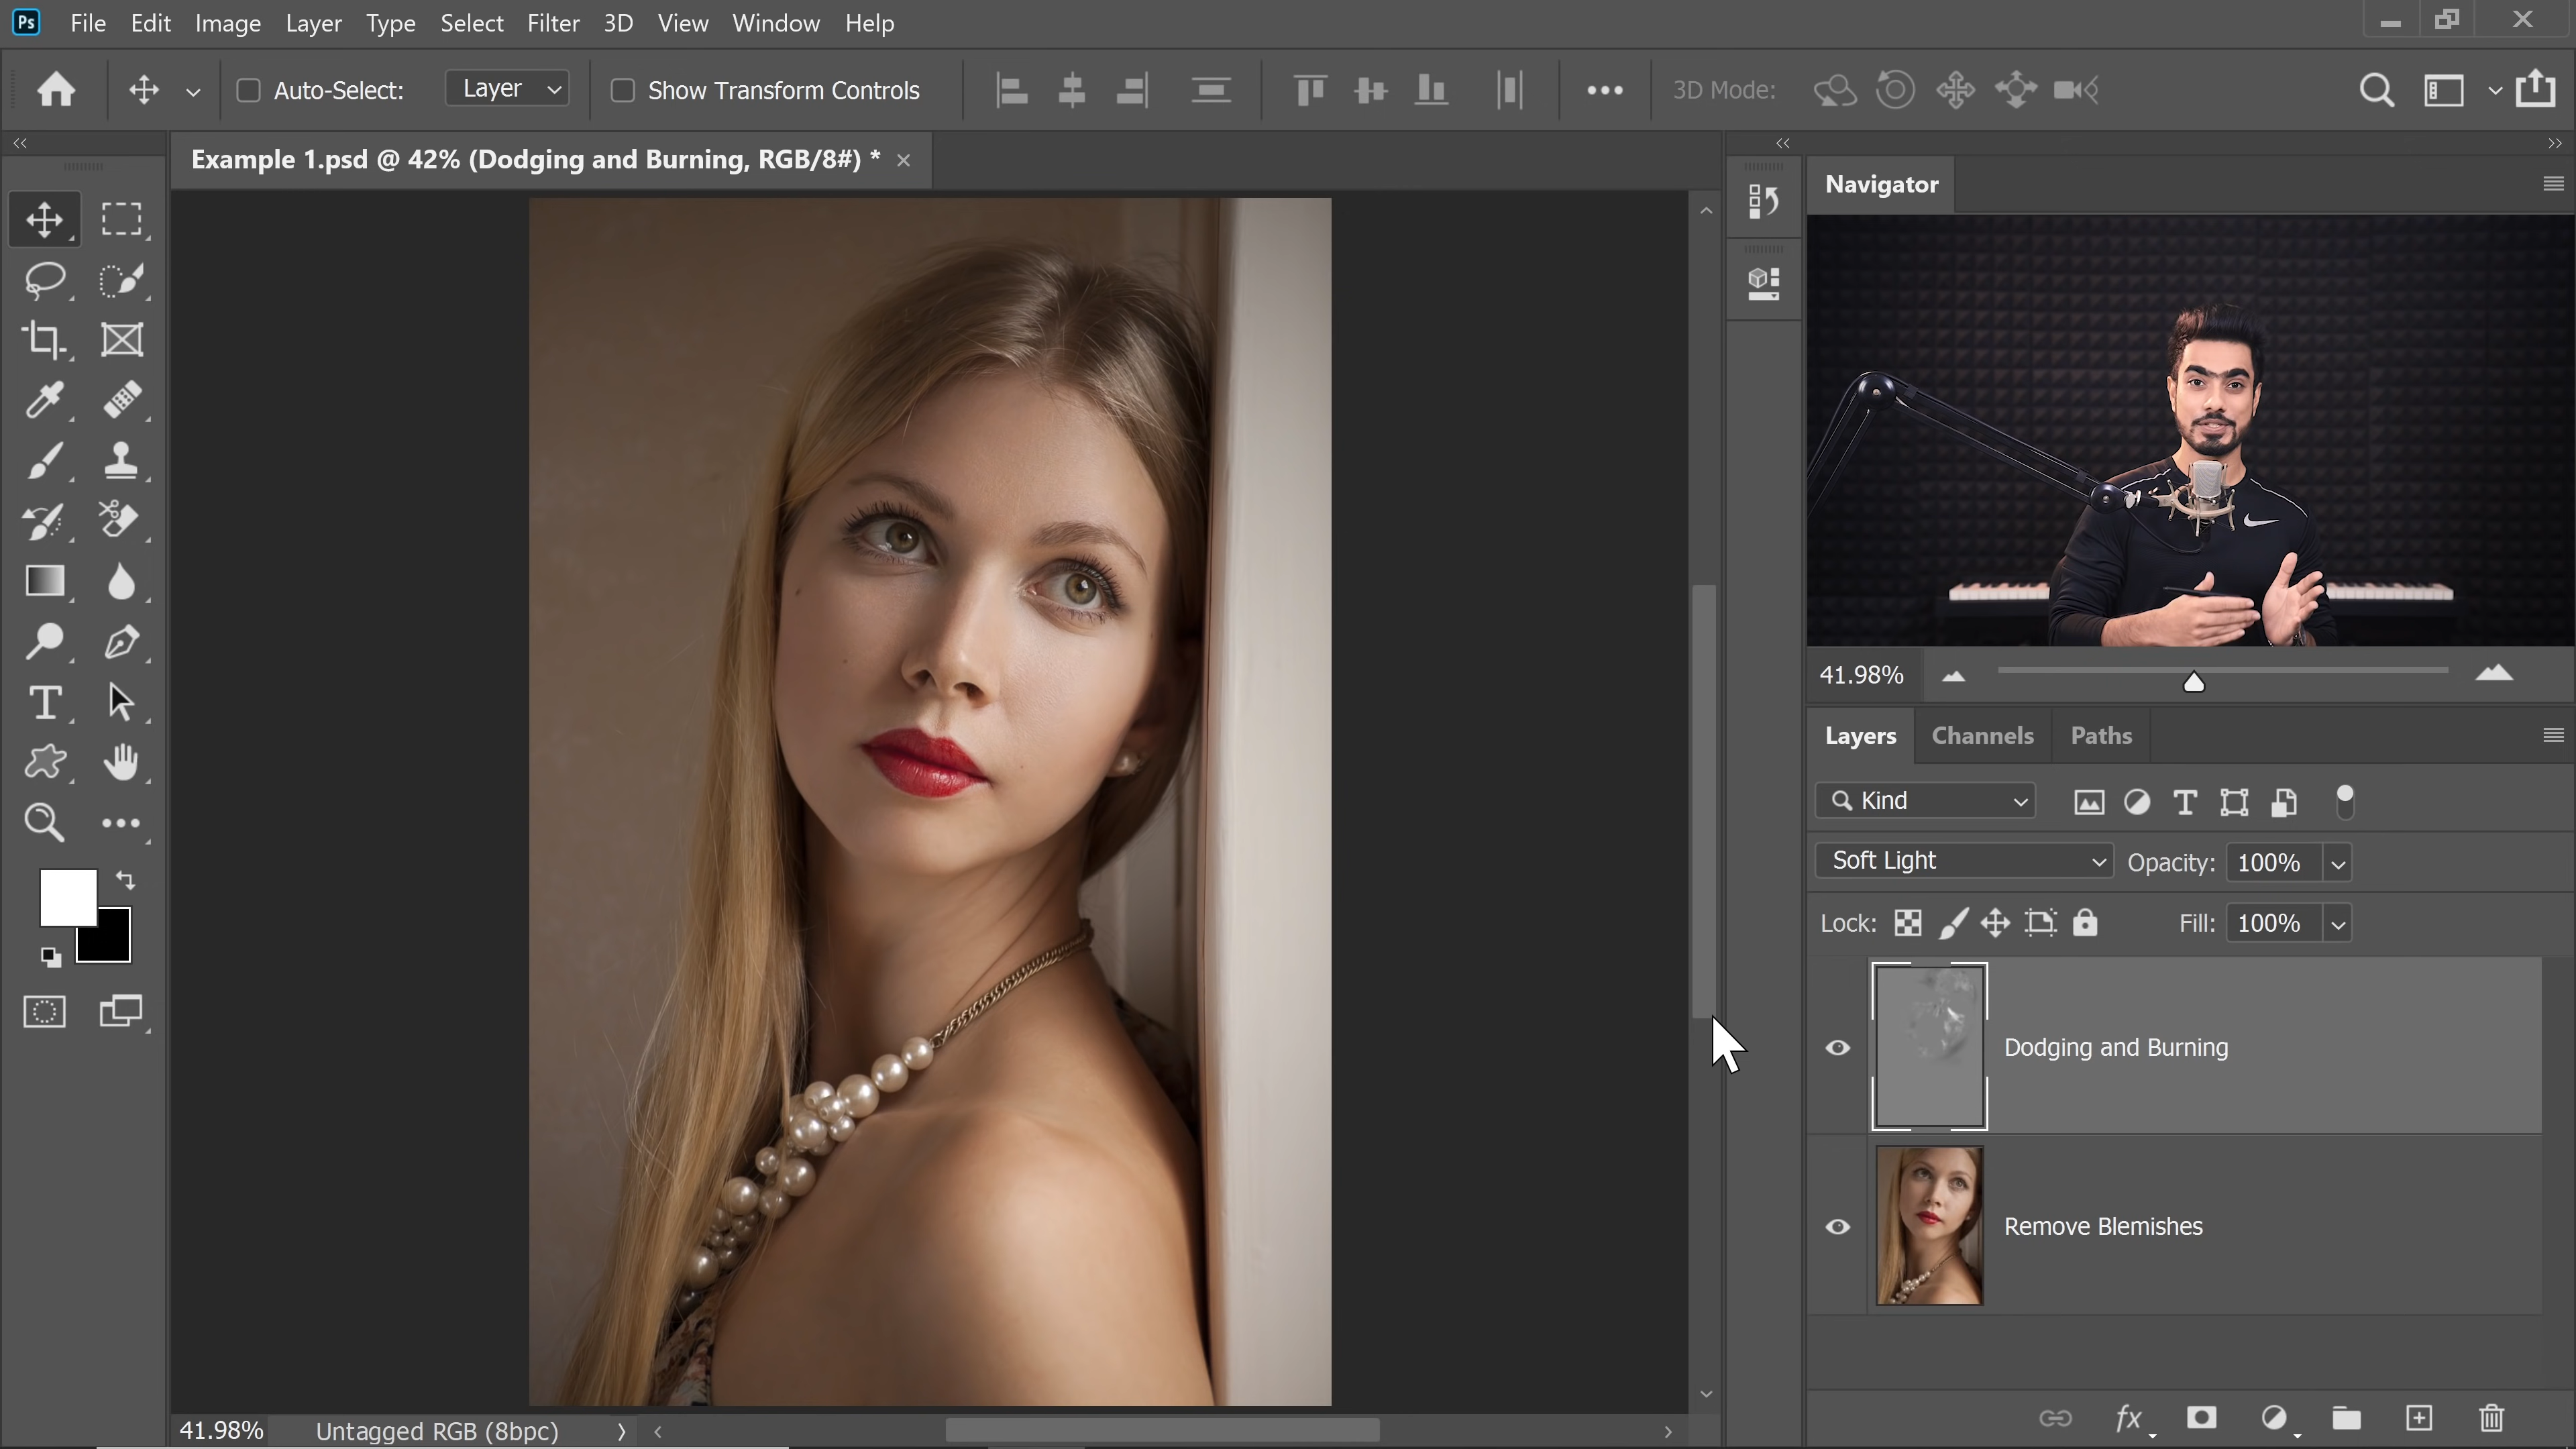 Ps File Edit Image Layer Type Select Filter 3D View Window Help
Auto-Select: Layer Show Transform Controls 3D Mode:
Example 1.psd @ 42% (Dodging and Burning, RGB/8#) *
Navigator
41.98%
Layers Channels Paths
Kind
Soft Light Opacity: 100%
Lock: Fill: 100%
Dodging and Burning
Remove Blemishes
fx
41.98% Untagged RGB (8bpc)